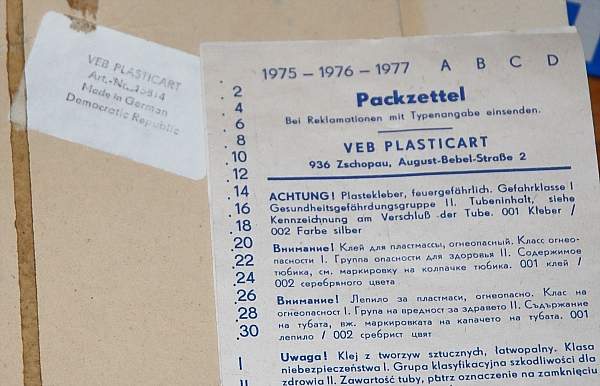 VEB PLASTICART
Art.-No. 15814
Made in German
Democratic Republic
1975 – 1976 – 1977 A B C D
Packzettel
Bei Reklamationen mit Typenangabe einsenden.
VEB PLASTICART
936 Zschopau, August-Bebel-Straße 2
. 2
4
. 6
8
. 10
12
. 14
16
. 18
. 20
. 22
. 24
. 26
. 28
. 30
I
II
ACHTUNG! Plastekleber, feuergefährlich. Gefahrklasse I
Gesundheitsgefährdungsgruppe II. Tubeninhalt, siehe
Kennzeichnung am Verschluß der Tube. 001 Kleber /
002 Farbe silber
Внимание! Клей для пластмассы, огнеопасный. Класс огне-
пасности I. Группа опасности для здоровья II. Содержимое
тюбика, см. маркировку на колпачке тюбика. 001 клей /
002 серебряного цвета
Внимание! Лепило за пластмаси, огнеопасно. Клас на
огнеопасност I. Група на вредност за здравето II. Съдържание
на тубата, вж. маркировката на капачето на тубата. 001
лепило / 002 сребрист цвят
Uwaga! Klej z tworzyw sztucznych, łatwopalny. Klasa
niebezpieczeństwa I. Grupa klasyfikacyjna szkodliwości dla
zdrowia II. Zawartość tuby, patrz oznaczenie na zamknięciu